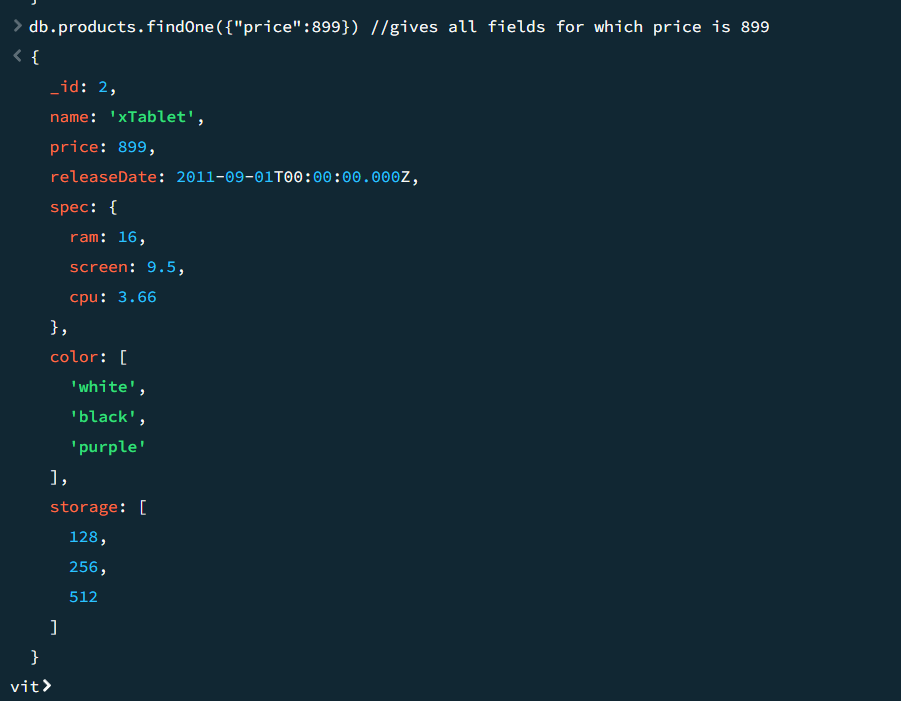 }
> db.products.findOne({"price":899}) //gives all fields for which price is 899
< {
_id: 2,
name: 'xTablet',
price: 899,
releaseDate: 2011-09-01T00:00:00.000Z,
spec: {
ram: 16,
screen: 9.5,
cpu: 3.66
},
color: [
'white',
'black',
'purple'
],
storage: [
128,
256,
512
]
}
vit>